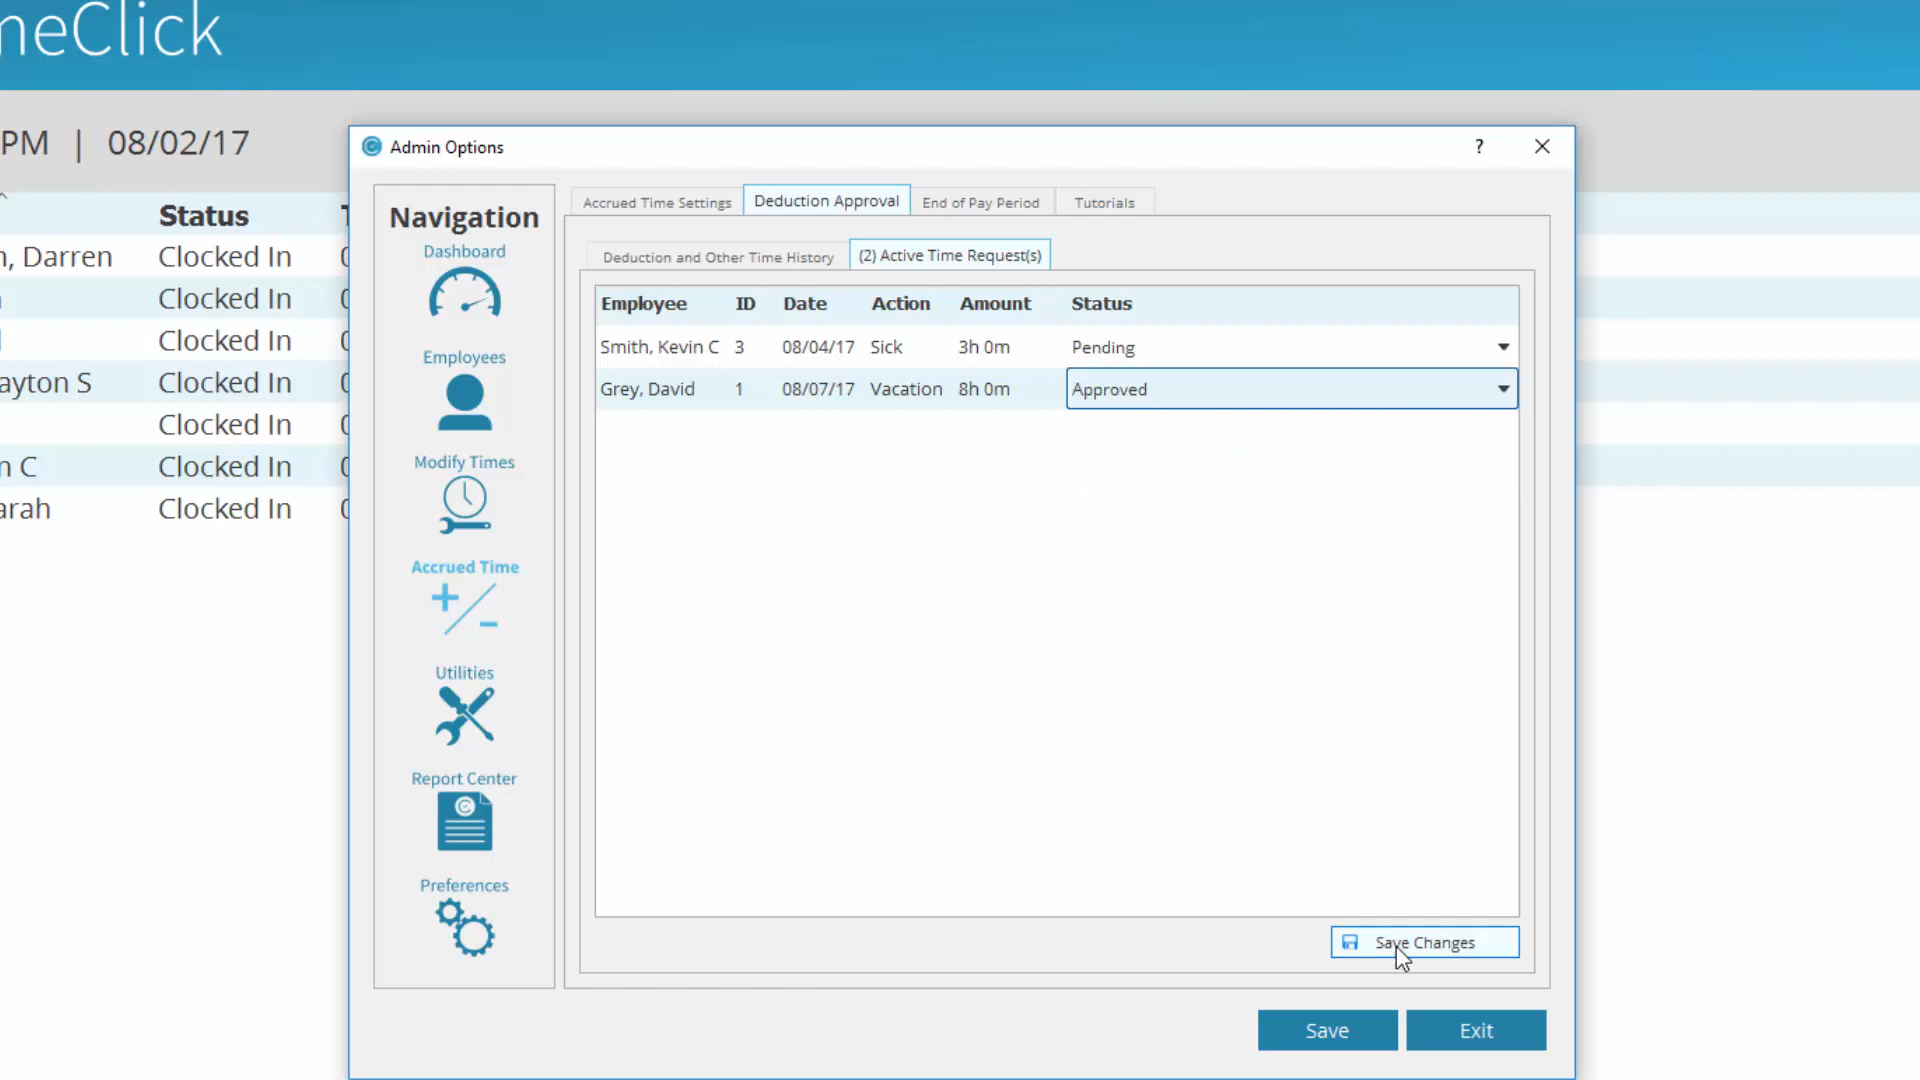 meClick
PM | 08/02/17
Status
n, Darren Clocked In
Clocked In
Clocked In
ayton S Clocked In
Clocked In
n C Clocked In
arah Clocked In
Admin Options
?
Navigation
Dashboard
Employees
Modify Times
Accrued Time
Utilities
Report Center
Preferences
Accrued Time Settings Deduction Approval End of Pay Period Tutorials
Deduction and Other Time History (2) Active Time Request(s)
Employee ID Date Action Amount Status
Smith, Kevin C 3 08/04/17 Sick 3h 0m Pending
Grey, David 1 08/07/17 Vacation 8h 0m Approved
Save Changes
Save Exit